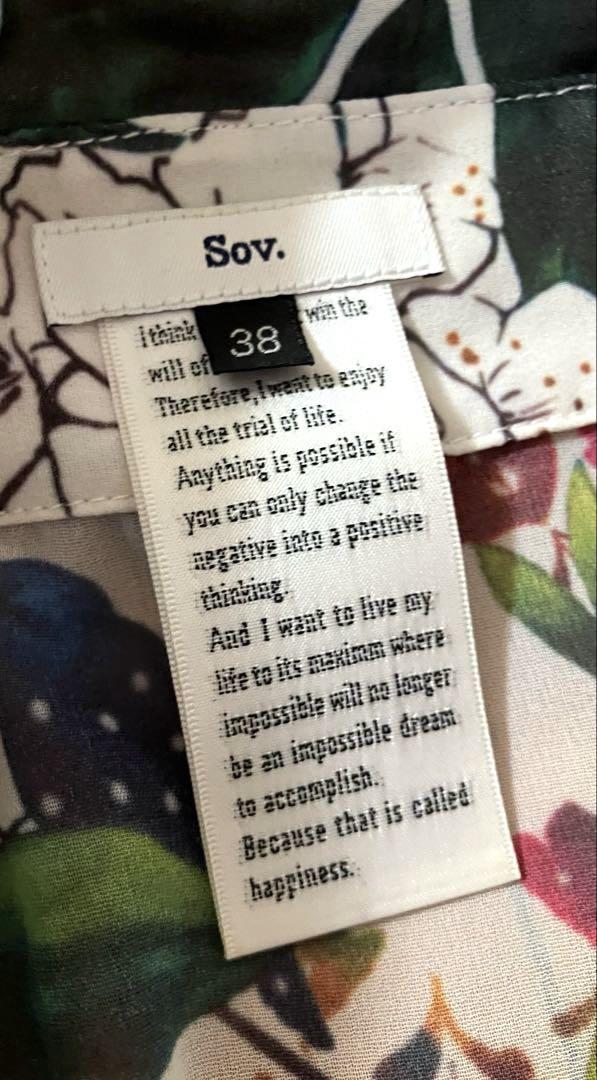 Sov.
38
I think win the
will of
Therefore,I want to enjoy
all the trial of life.
Anything is possible if
you can only change the
negative into a positive
thinking.
And I want to live my
life to its maximm where
impossible will no longer
be an impossible dream
to accomplish.
Because that is called
happiness.